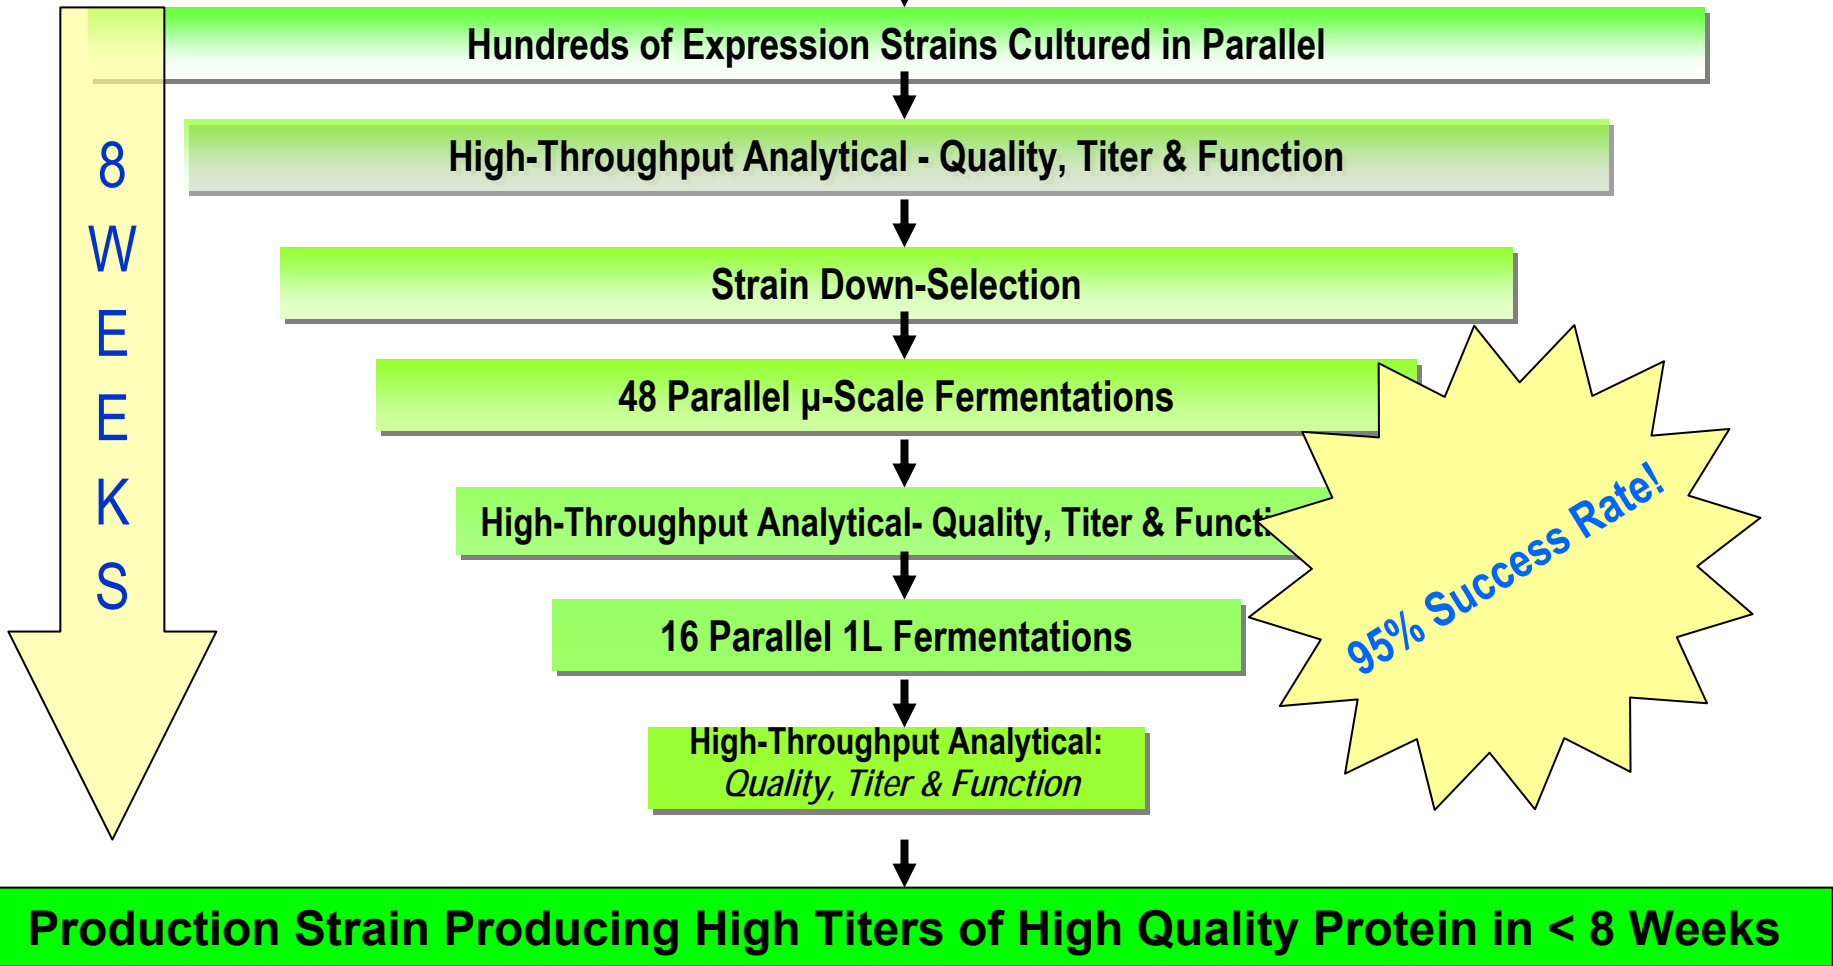 Hundreds of Expression Strains Cultured in Parallel
High-Throughput Analytical - Quality, Titer & Function
Strain Down-Selection
48 Parallel µ-Scale Fermentations
High-Throughput Analytical- Quality, Titer & Functi
16 Parallel 1L Fermentations
High-Throughput Analytical:
Quality, Titer & Function
8
W
E
E
K
S
95% Success Rate!
Production Strain Producing High Titers of High Quality Protein in < 8 Weeks